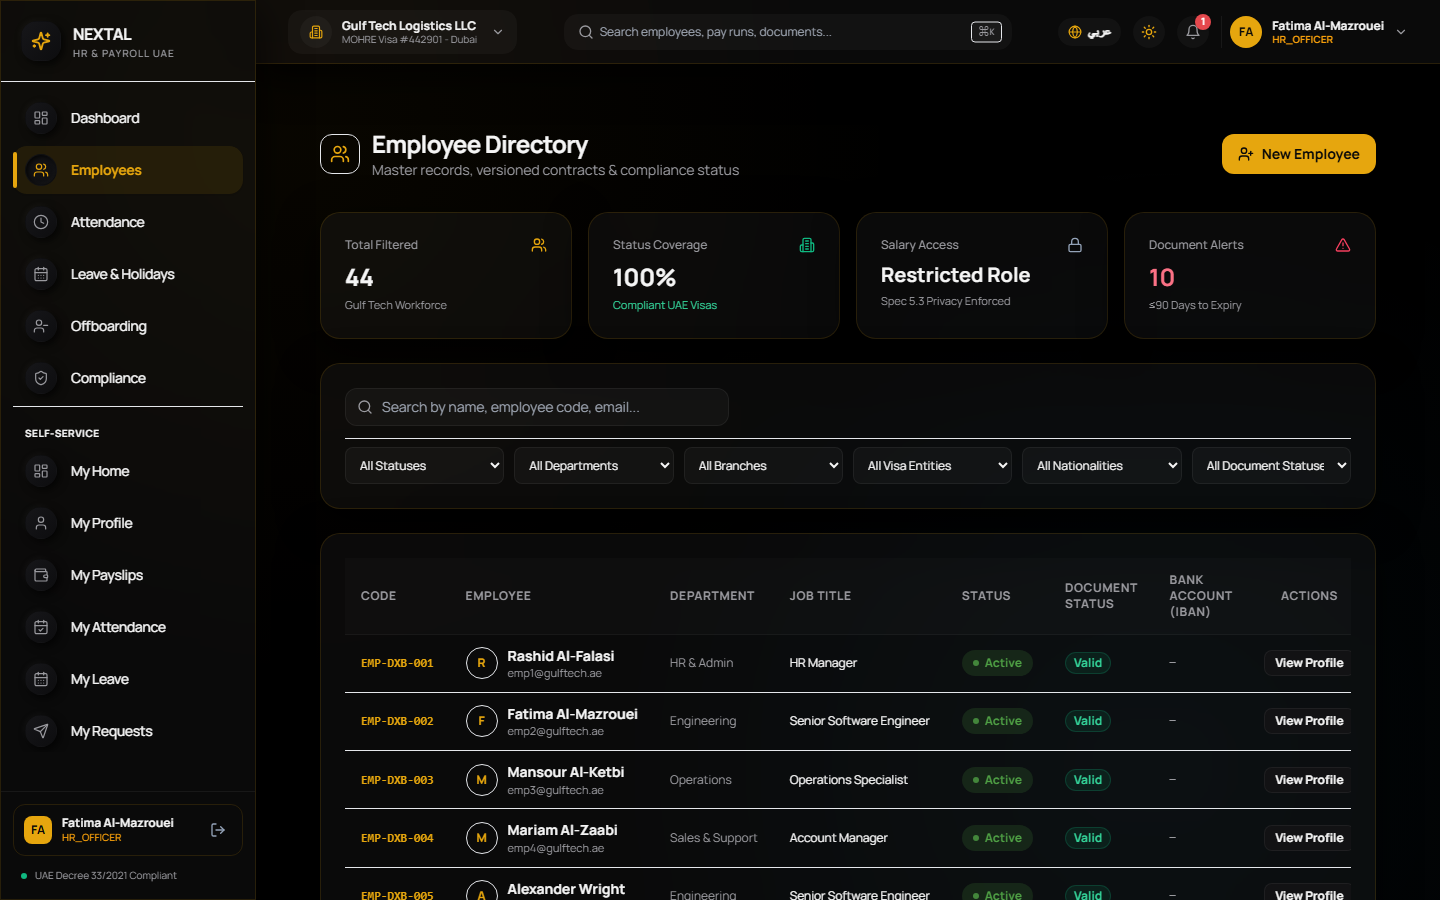 NEXTAL
HR & PAYROLL UAE
Gulf Tech Logistics LLC
MOHRE Visa #442901 - Dubai
Search employees, pay runs, documents...
⌘K
عربي
1
FA
Fatima Al-Mazrouei
HR_OFFICER
Dashboard
Employees
Attendance
Leave & Holidays
Offboarding
Compliance
SELF-SERVICE
My Home
My Profile
My Payslips
My Attendance
My Leave
My Requests
FA
Fatima Al-Mazrouei
HR_OFFICER
UAE Decree 33/2021 Compliant
Employee Directory
Master records, versioned contracts & compliance status
New Employee
Total Filtered
44
Gulf Tech Workforce
Status Coverage
100%
Compliant UAE Visas
Salary Access
Restricted Role
Spec 5.3 Privacy Enforced
Document Alerts
10
≤90 Days to Expiry
Search by name, employee code, email...
All Statuses
All Departments
All Branches
All Visa Entities
All Nationalities
All Document Statuse
CODE EMPLOYEE DEPARTMENT JOB TITLE STATUS DOCUMENT STATUS BANK ACCOUNT (IBAN) ACTIONS
EMP-DXB-001 R Rashid Al-Falasi HR & Admin HR Manager Active Valid — View Profile
emp1@gulftech.ae
EMP-DXB-002 F Fatima Al-Mazrouei Engineering Senior Software Engineer Active Valid — View Profile
emp2@gulftech.ae
EMP-DXB-003 M Mansour Al-Ketbi Operations Operations Specialist Active Valid — View Profile
emp3@gulftech.ae
EMP-DXB-004 M Mariam Al-Zaabi Sales & Support Account Manager Active Valid — View Profile
emp4@gulftech.ae
EMP-DXB-005 A Alexander Wright Engineering Senior Software Engineer Active Valid — View Profile